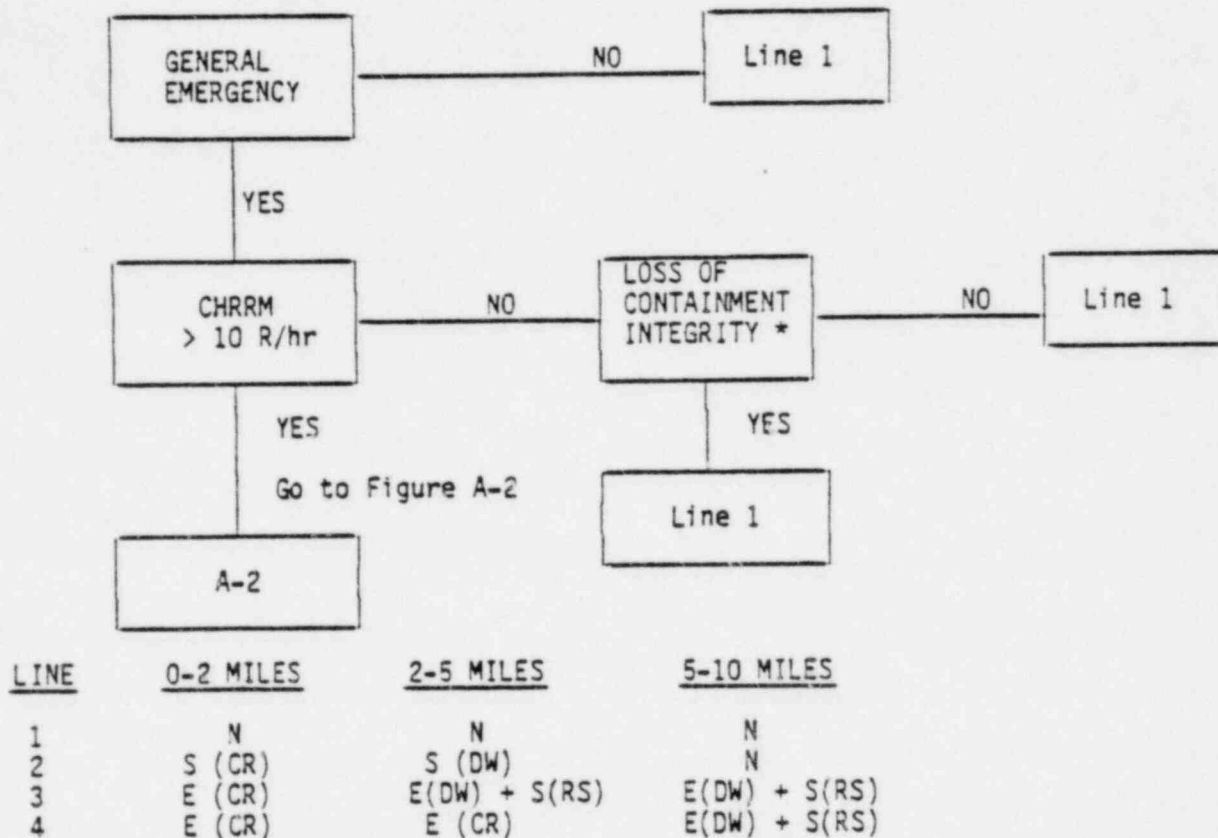 GENERAL
EMERGENCY
NO
Line 1
YES
CHRRM
> 10 R/hr
NO
LOSS OF
CONTAINMENT
INTEGRITY *
NO
Line 1
YES
Go to Figure A-2
YES
Line 1
A-2
LINE 0-2 MILES 2-5 MILES 5-10 MILES
1 N N N
2 S (CR) S (DW) N
3 E (CR) E(DW) + S(RS) E(DW) + S(RS)
4 E (CR) E (CR) E(DW) + S(RS)